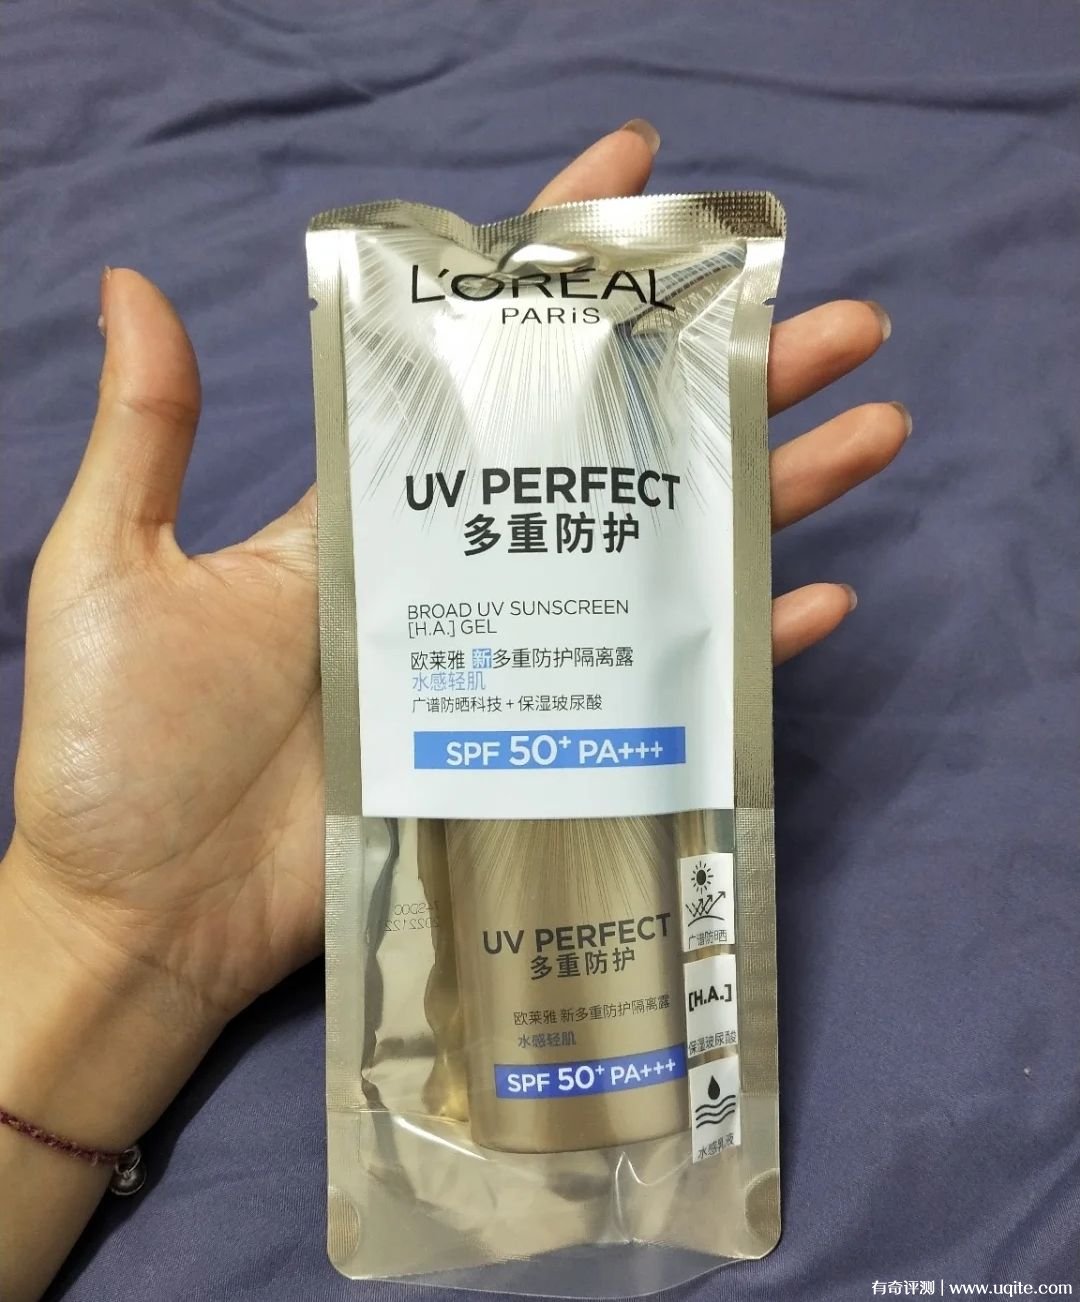 L'ORÉAL
PARiS
UV PERFECT
多重防护
BROAD UV SUNSCREEN
[H.A.] GEL
欧莱雅 新多重防护隔离露
水感轻肌
广谱防晒科技 + 保湿玻尿酸
SPF 50+ PA+++
UV PERFECT
多重防护
欧莱雅 新多重防护隔离露
水感轻肌
SPF 50+ PA+++
广谱防晒
[H.A.]
保湿玻尿酸
水感乳液
有奇评测 | www.uqite.com